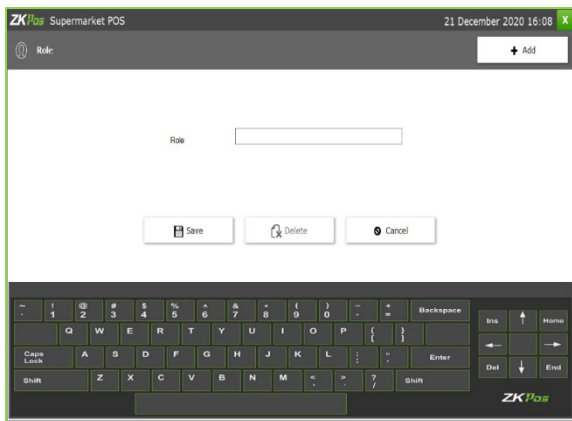 ZKPos Supermarket POS 21 December 2020 16:08 X
Role + Add
Role
Save Delete Cancel
! @ # $ % ^ & * ( ) - +
1 2 3 4 5 6 7 8 9 0 - = Backspace
Ins Home
Q W E R T Y U I O P { }
[ ]
Caps Lock A S D F G H J K L : " Enter
; '
Del End
Shift Z X C V B N M < > ? Shift
, . /
ZKPos